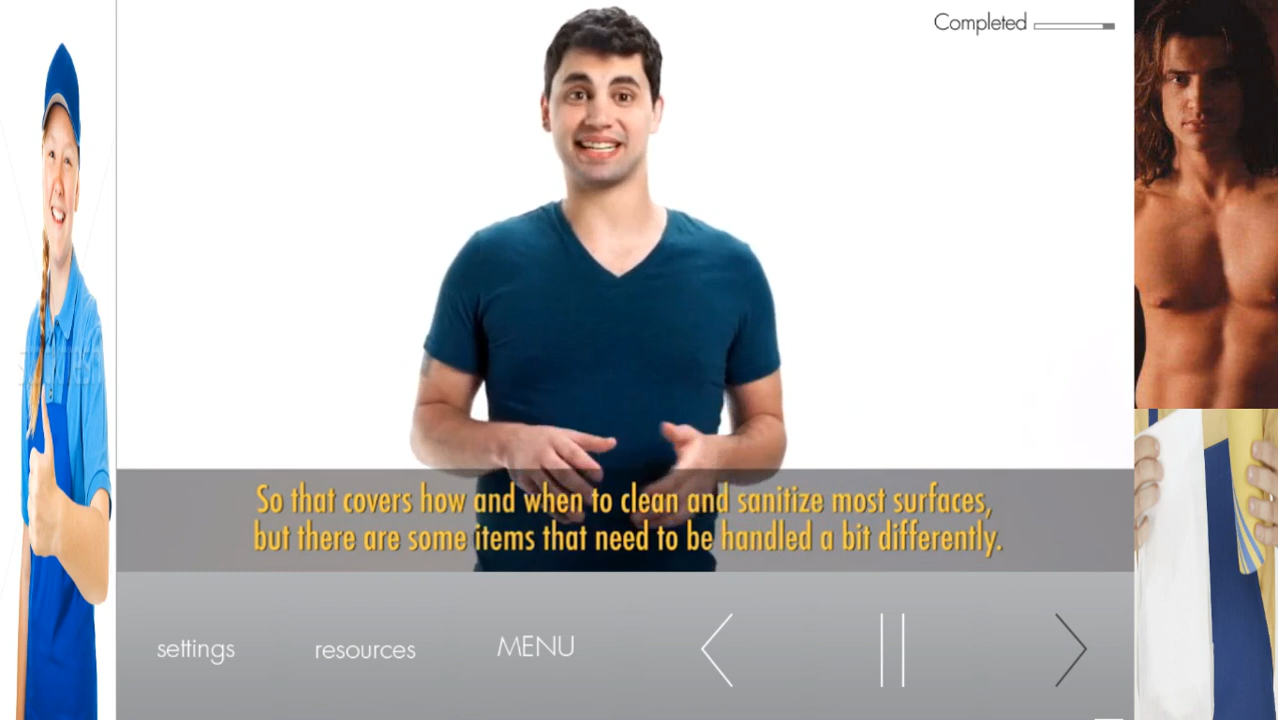 Completed
So that covers how and when to clean and sanitize most surfaces,
but there are some items that need to be handled a bit differently.
settings
resources
MENU